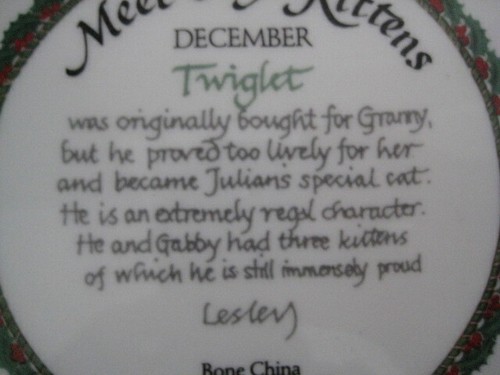 Meet My Kittens
DECEMBER
Twiglet
was originally bought for Granny,
but he proved too lively for her
and became Julians special cat.
He is an extremely regal character.
He and Gabby had three kittens
of which he is still immensely proud
Lesley
Bone China